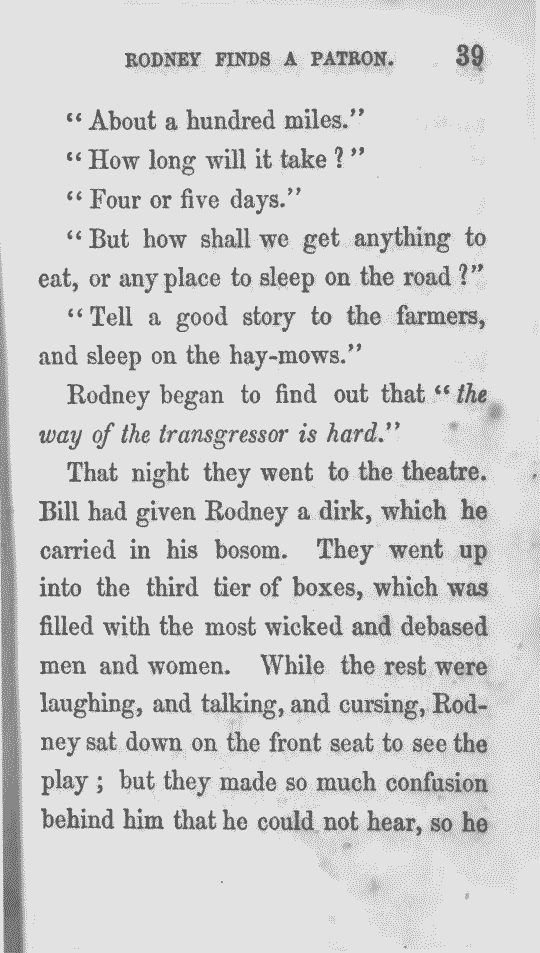 RODNEY FINDS A PATRON. 39
"About a hundred miles."
"How long will it take?"
"Four or five days."
"But how shall we get anything to
eat, or any place to sleep on the road?"
"Tell a good story to the farmers,
and sleep on the hay-mows."
Rodney began to find out that "the
way of the transgressor is hard."
That night they went to the theatre.
Bill had given Rodney a dirk, which he
carried in his bosom. They went up
into the third tier of boxes, which was
filled with the most wicked and debased
men and women. While the rest were
laughing, and talking, and cursing, Rod-
ney sat down on the front seat to see the
play; but they made so much confusion
behind him that he could not hear, so he